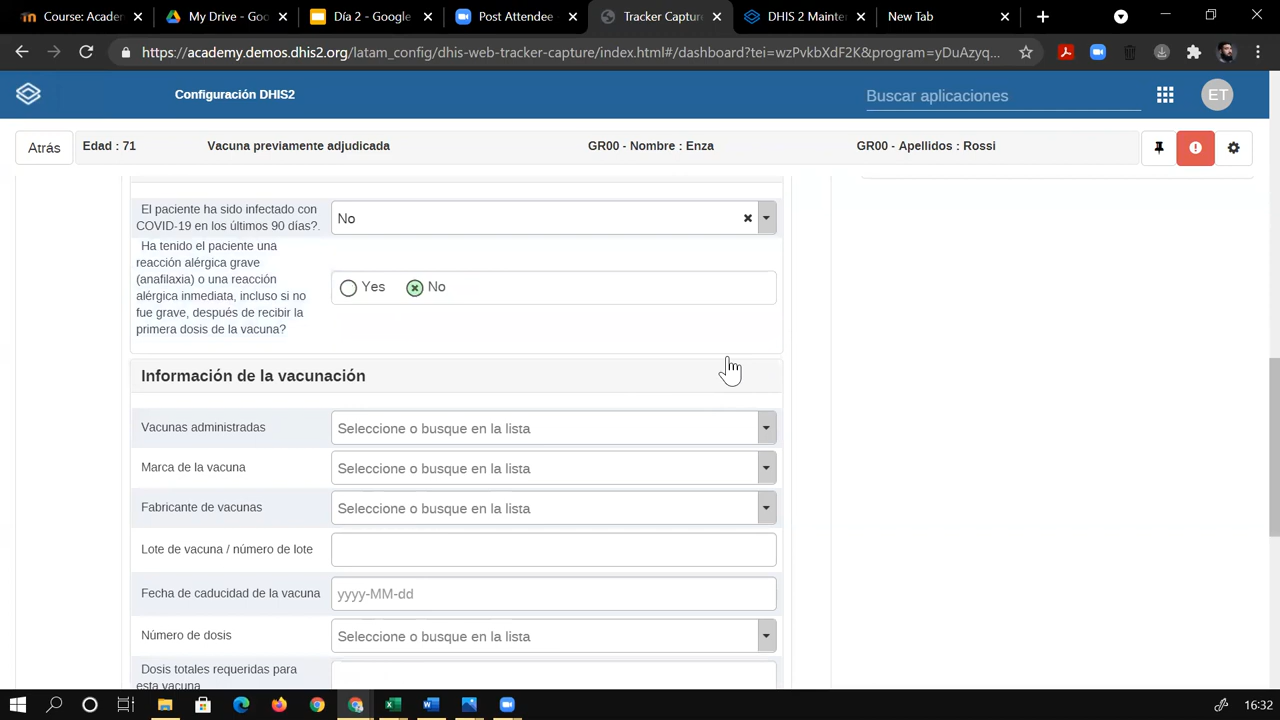 Course: Acader
My Drive - Goo
Día 2 - Google
Post Attendee
Tracker Captur
DHIS 2 Mainter
New Tab
https://academy.demos.dhis2.org/latam_config/dhis-web-tracker-capture/index.html#/dashboard?tei=wzPvkbXdF2K&program=yDuAzyq...
Configuración DHIS2
Buscar aplicaciones
ET
Atrás
Edad : 71
Vacuna previamente adjudicada
GR00 - Nombre : Enza
GR00 - Apellidos : Rossi
El paciente ha sido infectado con
COVID-19 en los últimos 90 días?.
No
Ha tenido el paciente una
reacción alérgica grave
(anafilaxia) o una reacción
alérgica inmediata, incluso si no
fue grave, después de recibir la
primera dosis de la vacuna?
Yes
No
Información de la vacunación
Vacunas administradas
Seleccione o busque en la lista
Marca de la vacuna
Seleccione o busque en la lista
Fabricante de vacunas
Seleccione o busque en la lista
Lote de vacuna / número de lote
Fecha de caducidad de la vacuna
yyyy-MM-dd
Número de dosis
Seleccione o busque en la lista
Dosis totales requeridas para
esta vacuna
16:32